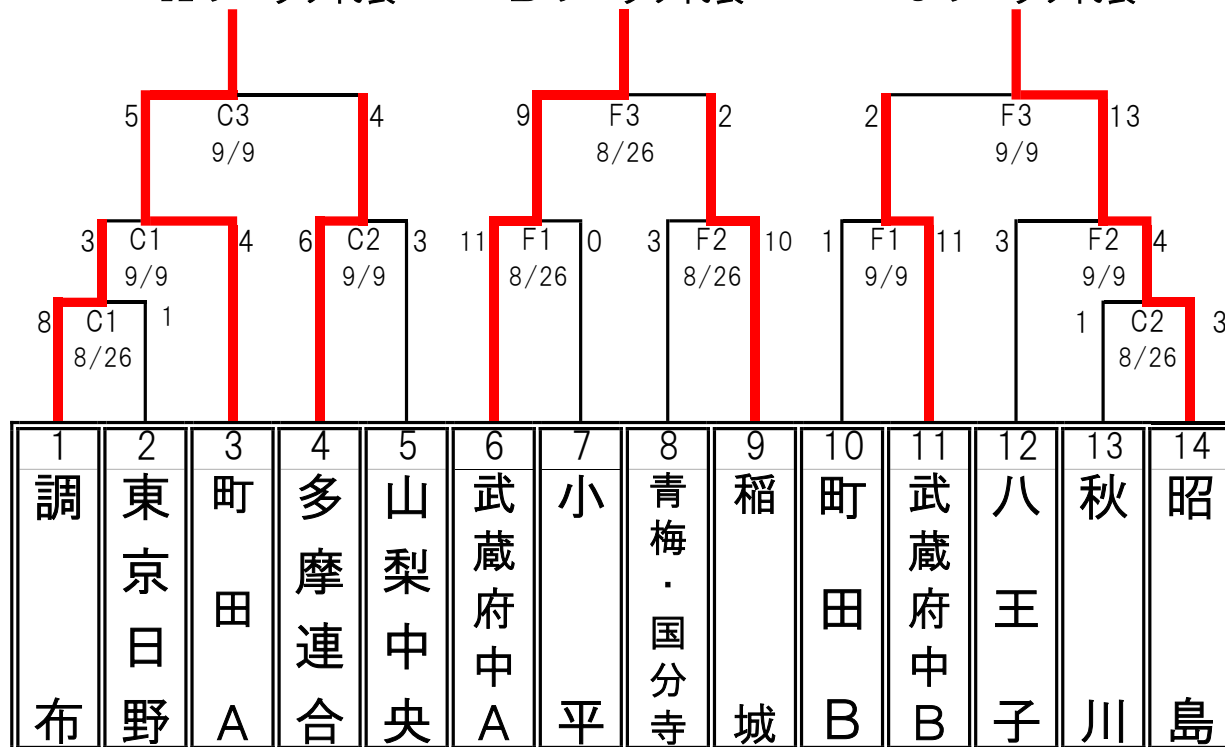 5 C3 4 9 F3 2 2 F3 13
9/9 8/26 9/9
3 C1 4 6 C2 3 11 F1 0 3 F2 10 1 F1 11 3 F2 4
9/9 9/9 8/26 8/26 9/9 9/9
8 C1 1 1 C2 3
8/26 8/26
1 2 3 4 5 6 7 8 9 10 11 12 13 14
調布
東京日野
町田A
多摩連合
山梨中央
武蔵府中A
小平
青梅・国分寺
稲城
町田B
武蔵府中B
八王子
秋川
昭島